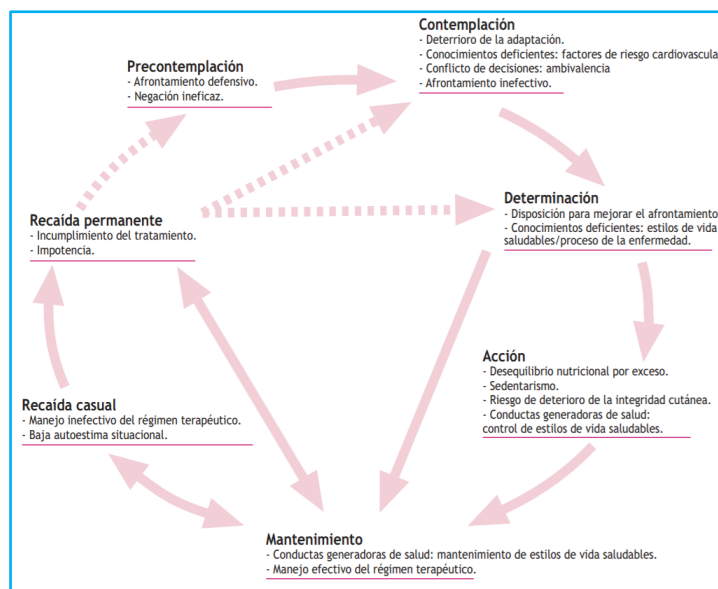 Contemplación
- Deterioro de la adaptación.
- Conocimientos deficientes: factores de riesgo cardiovascula
- Conflicto de decisiones: ambivalencia
- Afrontamiento inefectivo.
Precontemplación
- Afrontamiento defensivo.
- Negación ineficaz.
Determinación
- Disposición para mejorar el afrontamiento
- Conocimientos deficientes: estilos de vida
saludables/proceso de la enfermedad.
Recaída permanente
- Incumplimiento del tratamiento.
- Impotencia.
Acción
- Desequilibrio nutricional por exceso.
- Sedentarismo.
- Riesgo de deterioro de la integridad cutánea.
- Conductas generadoras de salud:
control de estilos de vida saludables.
Recaída casual
- Manejo inefectivo del régimen terapéutico.
- Baja autoestima situacional.
Mantenimiento
- Conductas generadoras de salud: mantenimiento de estilos de vida saludables.
- Manejo efectivo del régimen terapéutico.